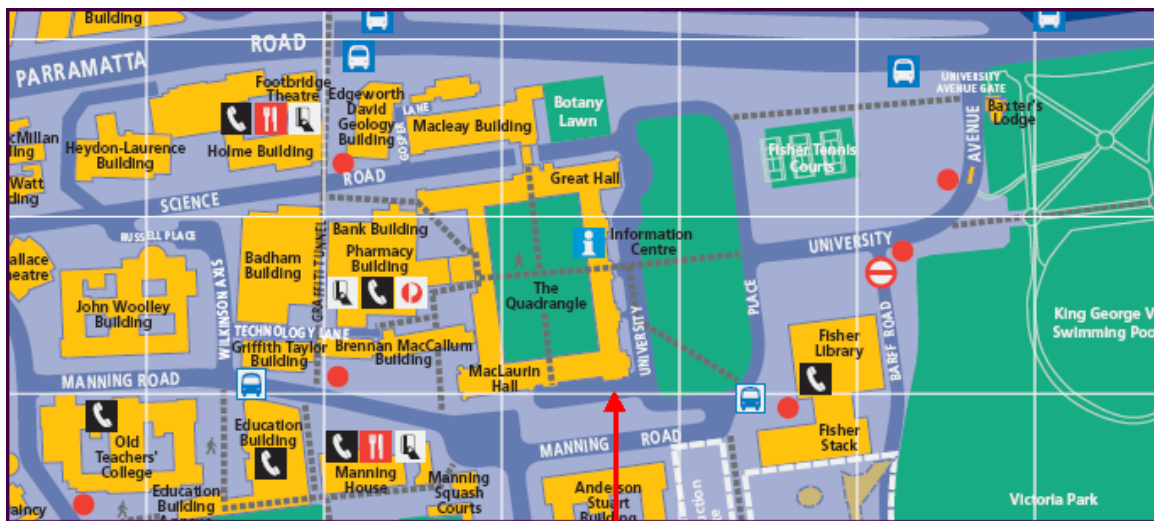 Building
PARRAMATTA
ROAD
Footbridge
Theatre
Edgeworth
David
Geology
Building
GOSPER
LANE
Macleay Building
Botany
Lawn
UNIVERSITY
AVENUE GATE
Baxter's
Lodge
AVENUE
Heydon-Laurence
Building
Holme Building
Fisher Tennis
Courts
Watt
SCIENCE
ROAD
Great Hall
RUSSELL PLACE
Badham
Building
GRAFFITI TUNNEL
Bank Building
Pharmacy
Building
i
Information
Centre
UNIVERSITY
The
Quadrangle
John Woolley
Building
WILKINSON AXIS
TECHNOLOGY LANE
Griffith Taylor
Building
Brennan MacCallum
Building
MacLaurin
Hall
UNIVERSITY
PLACE
Fisher
Library
BARFF ROAD
King George V
Swimming Poo
MANNING ROAD
Old
Teachers'
College
Education
Building
Manning
House
Manning
Squash
Courts
MANNING ROAD
Fisher
Stack
Education
Building
Anderson
Stuart
Building
Victoria Park